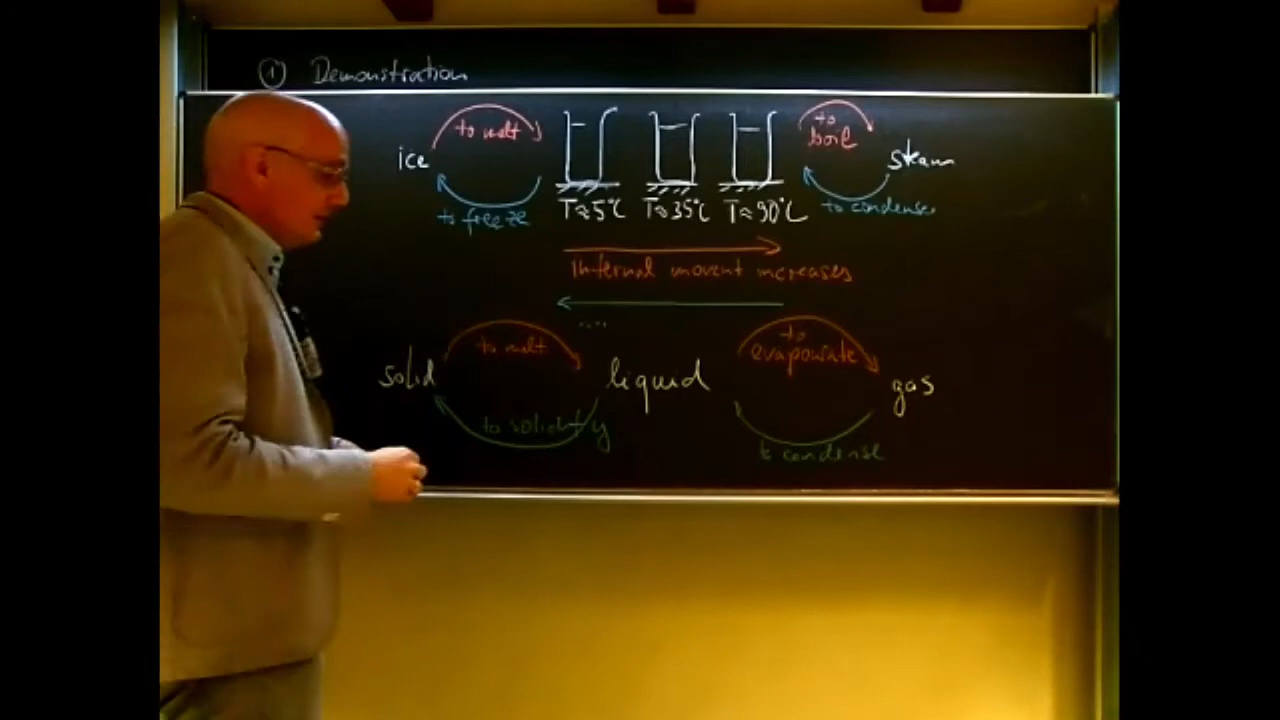 ① Demonstration
to melt
to boil
ice
steam
to freeze
T≈5°C T≈35°C T≈90°C
to condense
internal movent increases
....
to melt
to evaporate
solid
liquid
gas
to solidify
to condense